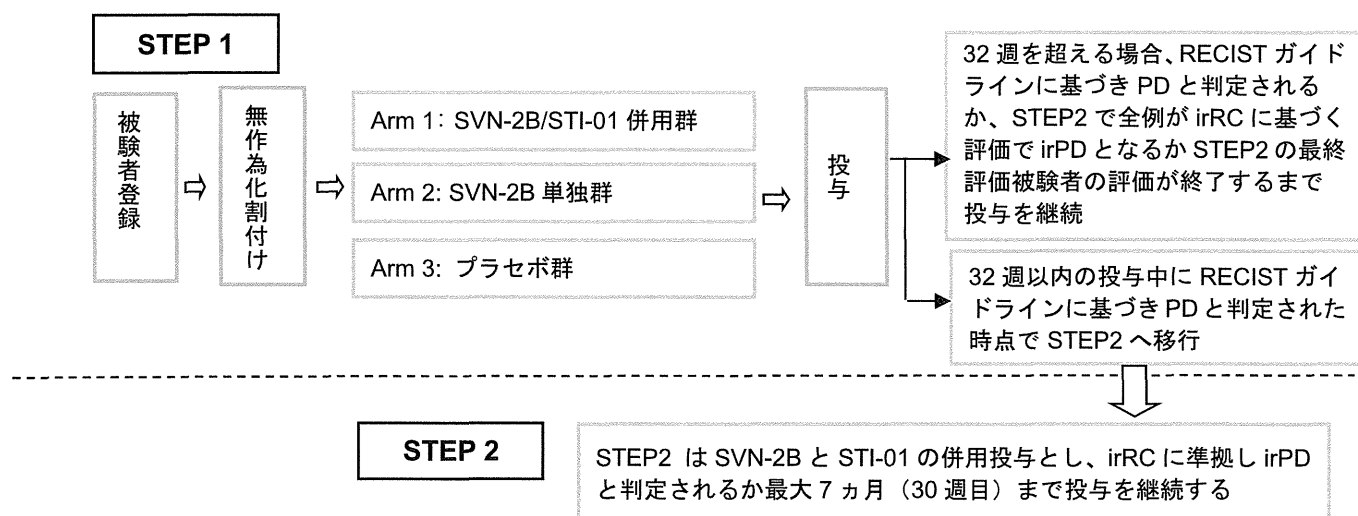 STEP 1
被験者登録
無作為化割付け
Arm 1: SVN-2B/STI-01 併用群
Arm 2: SVN-2B 単独群
Arm 3: プラセボ群
投与
32 週を超える場合、RECIST ガイド
ラインに基づき PD と判定される
か、STEP2 で全例が irRC に基づく
評価で irPD となるか STEP2 の最終
評価被験者の評価が終了するまで
投与を継続
32 週以内の投与中に RECIST ガイ
ドラインに基づき PD と判定された
時点で STEP2 へ移行
STEP 2
STEP2 は SVN-2B と STI-01 の併用投与とし、irRC に準拠し irPD
と判定されるか最大 7 ヵ月（30 週目）まで投与を継続する